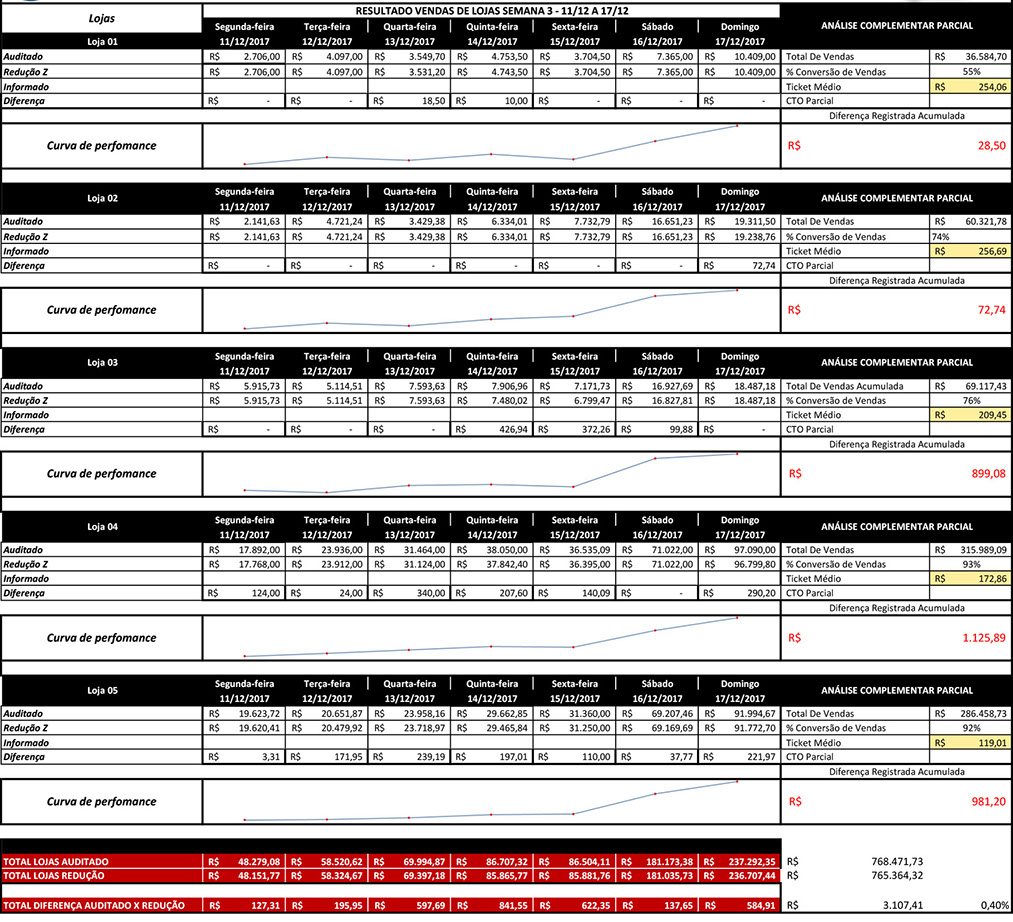 RESULTADO VENDAS DE LOJAS SEMANA 3 - 11/12 A 17/12
Lojas Segunda-feira Terça-feira Quarta-feira Quinta-feira Sexta-feira Sábado Domingo ANÁLISE COMPLEMENTAR PARCIAL
Loja 01 11/12/2017 12/12/2017 13/12/2017 14/12/2017 15/12/2017 16/12/2017 17/12/2017
Auditado R$ 2.706,00 R$ 4.097,00 R$ 3.549,70 R$ 4.753,50 R$ 3.704,50 R$ 7.365,00 R$ 10.409,00 Total De Vendas R$ 36.584,70
Redução Z R$ 2.706,00 R$ 4.097,00 R$ 3.531,20 R$ 4.743,50 R$ 3.704,50 R$ 7.365,00 R$ 10.409,00 % Conversão de Vendas 55%
Informado Ticket Médio R$ 254,06
Diferença R$ - R$ - R$ 18,50 R$ 10,00 R$ - R$ - R$ - CTO Parcial
Diferença Registrada Acumulada
Curva de perfomance R$ 28,50
Loja 02 Segunda-feira Terça-feira Quarta-feira Quinta-feira Sexta-feira Sábado Domingo ANÁLISE COMPLEMENTAR PARCIAL
11/12/2017 12/12/2017 13/12/2017 14/12/2017 15/12/2017 16/12/2017 17/12/2017
Auditado R$ 2.141,63 R$ 4.721,24 R$ 3.429,38 R$ 6.334,01 R$ 7.732,79 R$ 16.651,23 R$ 19.311,50 Total De Vendas R$ 60.321,78
Redução Z R$ 2.141,63 R$ 4.721,24 R$ 3.429,38 R$ 6.334,01 R$ 7.732,79 R$ 16.651,23 R$ 19.238,76 % Conversão de Vendas 74%
Informado Ticket Médio R$ 256,69
Diferença R$ - R$ - R$ - R$ - R$ - R$ - R$ 72,74 CTO Parcial
Diferença Registrada Acumulada
Curva de perfomance R$ 72,74
Loja 03 Segunda-feira Terça-feira Quarta-feira Quinta-feira Sexta-feira Sábado Domingo ANÁLISE COMPLEMENTAR PARCIAL
11/12/2017 12/12/2017 13/12/2017 14/12/2017 15/12/2017 16/12/2017 17/12/2017
Auditado R$ 5.915,73 R$ 5.114,51 R$ 7.593,63 R$ 7.906,96 R$ 7.171,73 R$ 16.927,69 R$ 18.487,18 Total De Vendas Acumulada R$ 69.117,43
Redução Z R$ 5.915,73 R$ 5.114,51 R$ 7.593,63 R$ 7.480,02 R$ 6.799,47 R$ 16.827,81 R$ 18.487,18 % Conversão de Vendas 76%
Informado Ticket Médio R$ 209,45
Diferença R$ - R$ - R$ - R$ 426,94 R$ 372,26 R$ 99,88 R$ - CTO Parcial
Diferença Registrada Acumulada
Curva de perfomance R$ 899,08
Loja 04 Segunda-feira Terça-feira Quarta-feira Quinta-feira Sexta-feira Sábado Domingo ANÁLISE COMPLEMENTAR PARCIAL
11/12/2017 12/12/2017 13/12/2017 14/12/2017 15/12/2017 16/12/2017 17/12/2017
Auditado R$ 17.892,00 R$ 23.936,00 R$ 31.464,00 R$ 38.050,00 R$ 36.535,09 R$ 71.022,00 R$ 97.090,00 Total De Vendas R$ 315.989,09
Redução Z R$ 17.768,00 R$ 23.912,00 R$ 31.124,00 R$ 37.842,40 R$ 36.395,00 R$ 71.022,00 R$ 96.799,80 % Conversão de Vendas 93%
Informado Ticket Médio R$ 172,86
Diferença R$ 124,00 R$ 24,00 R$ 340,00 R$ 207,60 R$ 140,09 R$ - R$ 290,20 CTO Parcial
Diferença Registrada Acumulada
Curva de perfomance R$ 1.125,89
Loja 05 Segunda-feira Terça-feira Quarta-feira Quinta-feira Sexta-feira Sábado Domingo ANÁLISE COMPLEMENTAR PARCIAL
11/12/2017 12/12/2017 13/12/2017 14/12/2017 15/12/2017 16/12/2017 17/12/2017
Auditado R$ 19.623,72 R$ 20.651,87 R$ 23.958,16 R$ 29.662,85 R$ 31.360,00 R$ 69.207,46 R$ 91.994,67 Total De Vendas R$ 286.458,73
Redução Z R$ 19.620,41 R$ 20.479,92 R$ 23.718,97 R$ 29.465,84 R$ 31.250,00 R$ 69.169,69 R$ 91.772,70 % Conversão de Vendas 92%
Informado Ticket Médio R$ 119,01
Diferença R$ 3,31 R$ 171,95 R$ 239,19 R$ 197,01 R$ 110,00 R$ 37,77 R$ 221,97 CTO Parcial
Diferença Registrada Acumulada
Curva de perfomance R$ 981,20
TOTAL LOJAS AUDITADO R$ 48.279,08 R$ 58.520,62 R$ 69.994,87 R$ 86.707,32 R$ 86.504,11 R$ 181.173,38 R$ 237.292,35 R$ 768.471,73
TOTAL LOJAS REDUÇÃO R$ 48.151,77 R$ 58.324,67 R$ 69.397,18 R$ 85.865,77 R$ 85.881,76 R$ 181.035,73 R$ 236.707,44 R$ 765.364,32
TOTAL DIFERENÇA AUDITADO X REDUÇÃO R$ 127,31 R$ 195,95 R$ 597,69 R$ 841,55 R$ 622,35 R$ 137,65 R$ 584,91 R$ 3.107,41 0,40%